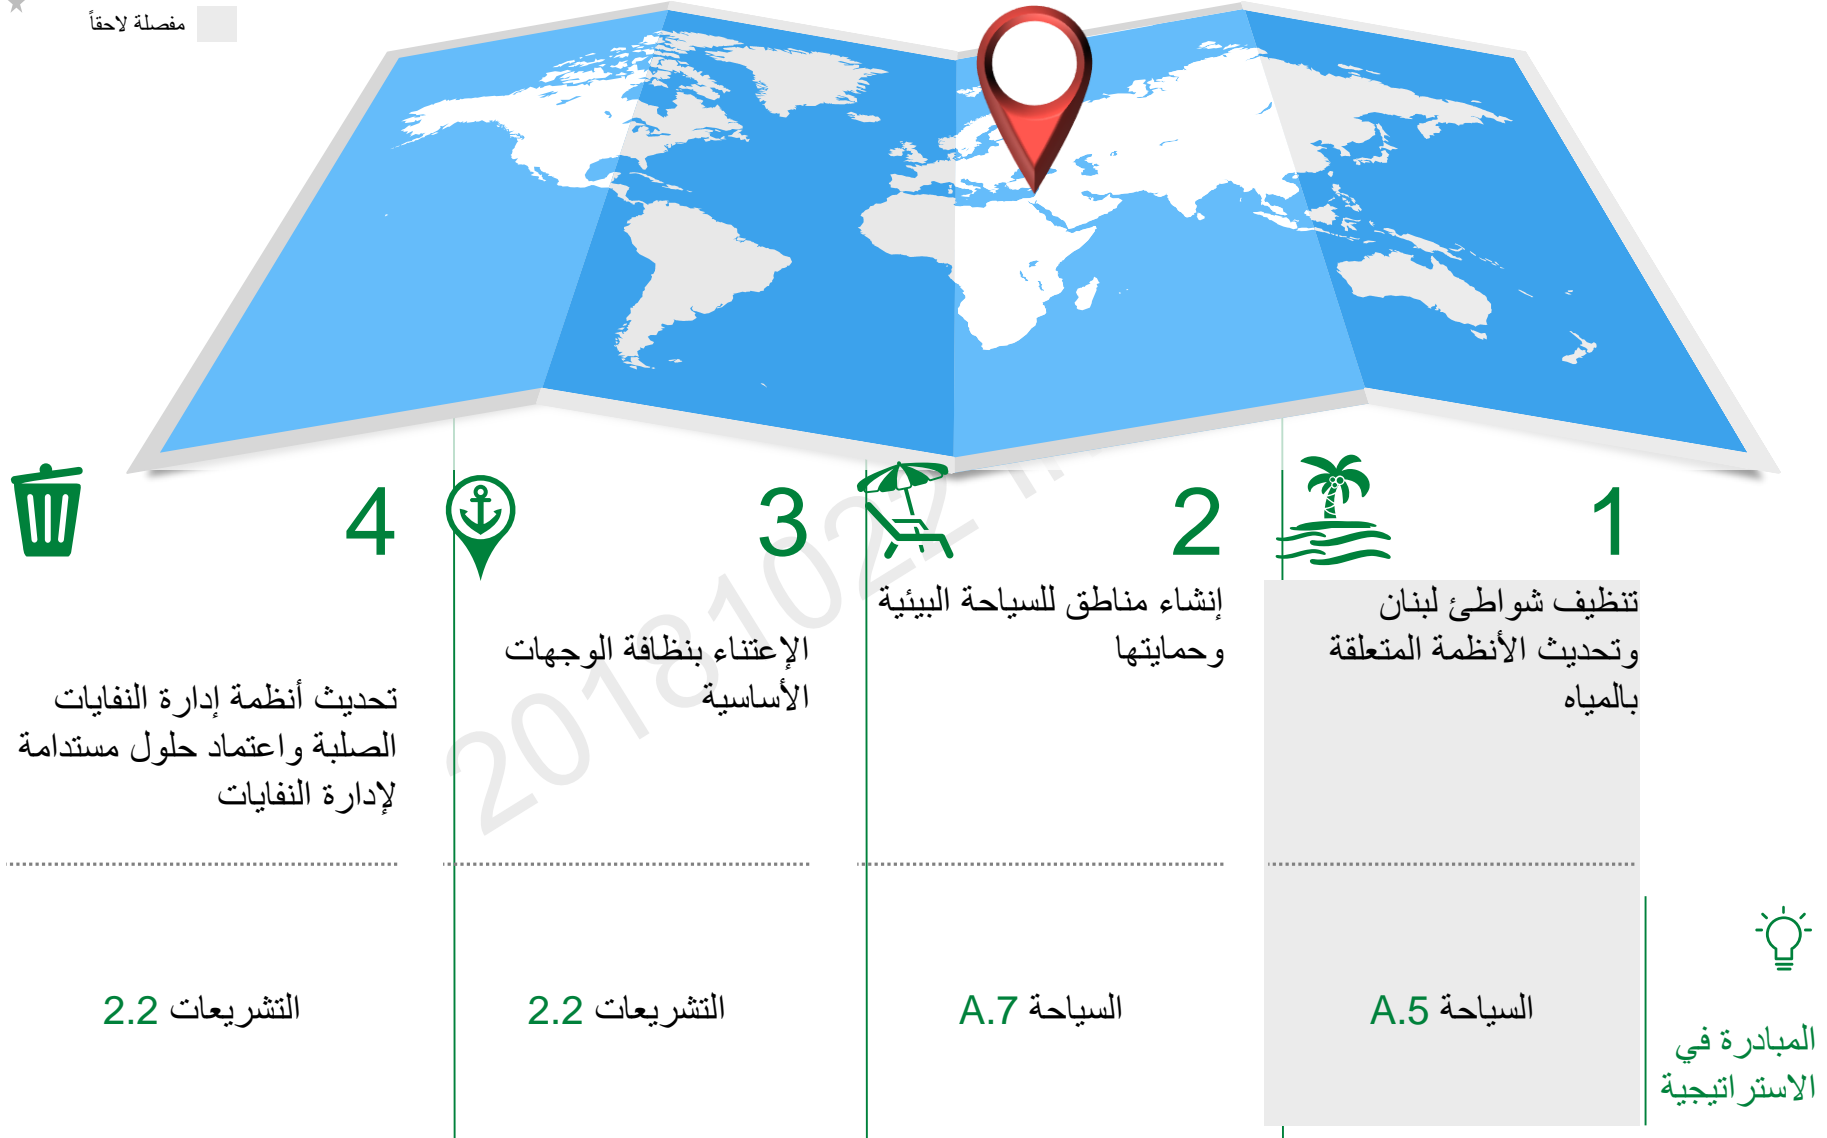 مفصلة لاحقاً
1
تنظيف شواطئ لبنان
وتحديث الأنظمة المتعلقة
بالمياه
السياحة A.5
2
إنشاء مناطق للسياحة البيئية
وحمايتها
السياحة A.7
3
الإعتناء بنظافة الوجهات
الأساسية
التشريعات 2.2
4
تحديث أنظمة إدارة النفايات
الصلبة واعتماد حلول مستدامة
لإدارة النفايات
التشريعات 2.2
المبادرة في
الاستراتيجية
20181022